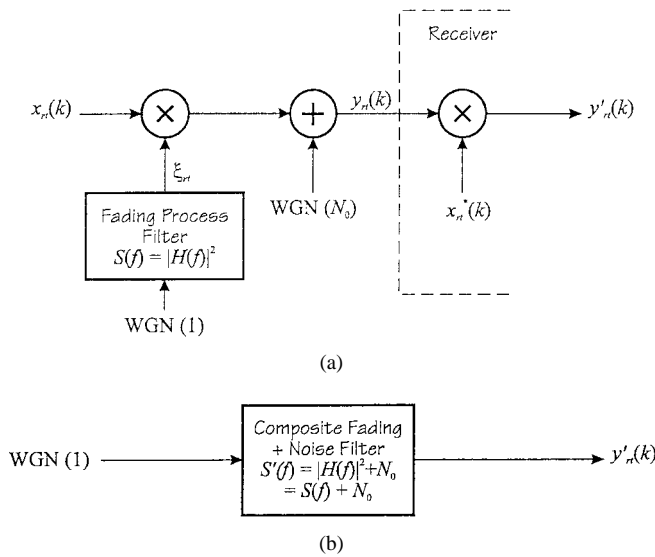 Receiver
x_rt(k)
y_rt(k)
y'_rt(k)
ξ_rt
WGN (N₀)
x_rt*(k)
Fading Process
Filter
S(f) = |H(f)|²
WGN (1)
(a)
Composite Fading
+ Noise Filter
S'(f) = |H(f)|²+N₀
= S(f) + N₀
WGN (1)
y'_rt(k)
(b)